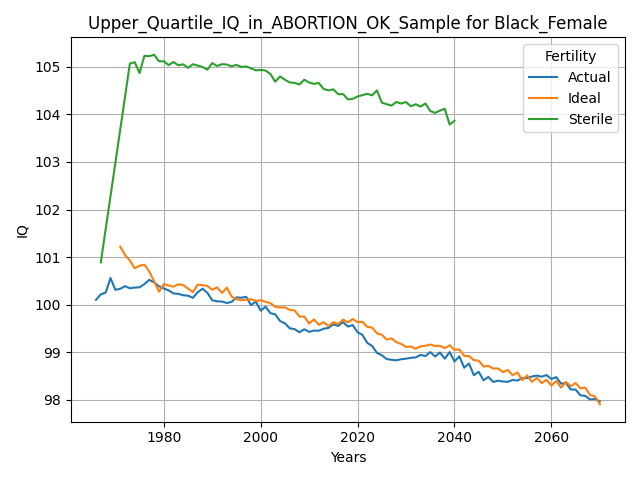 Upper_Quartile_IQ_in_ABORTION_OK_Sample for Black_Female
Fertility
Actual
Ideal
Sterile
105
104
103
102
101
100
99
98
IQ
1980
2000
2020
2040
2060
Years